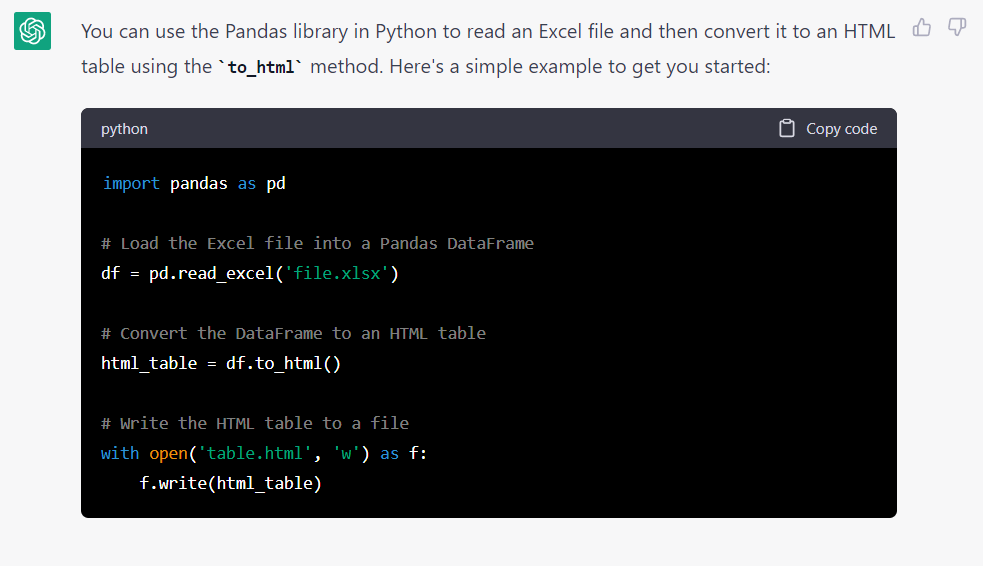 You can use the Pandas library in Python to read an Excel file and then convert it to an HTML
table using the `to_html` method. Here's a simple example to get you started:
python
Copy code
import pandas as pd
# Load the Excel file into a Pandas DataFrame
df = pd.read_excel('file.xlsx')
# Convert the DataFrame to an HTML table
html_table = df.to_html()
# Write the HTML table to a file
with open('table.html', 'w') as f:
    f.write(html_table)